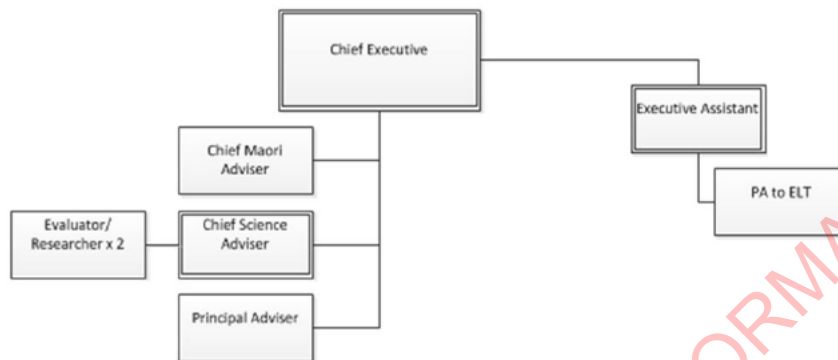 Chief Executive
Executive Assistant
Chief Maori
Adviser
PA to ELT
Evaluator/
Researcher x 2
Chief Science
Adviser
Principal Adviser